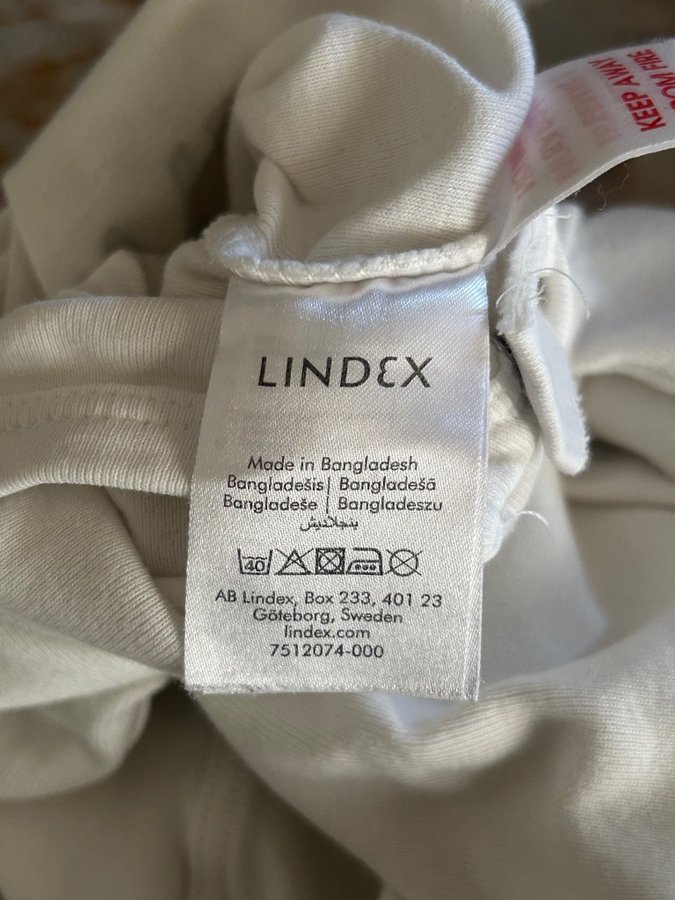 KEEP AWAY
FROM FIRE
LINDEX
Made in Bangladesh
Bangladešis | Bangladešā
Bangladeše | Bangladeszu
بنجلاديش
40
AB Lindex, Box 233, 401 23
Göteborg, Sweden
lindex.com
7512074-000